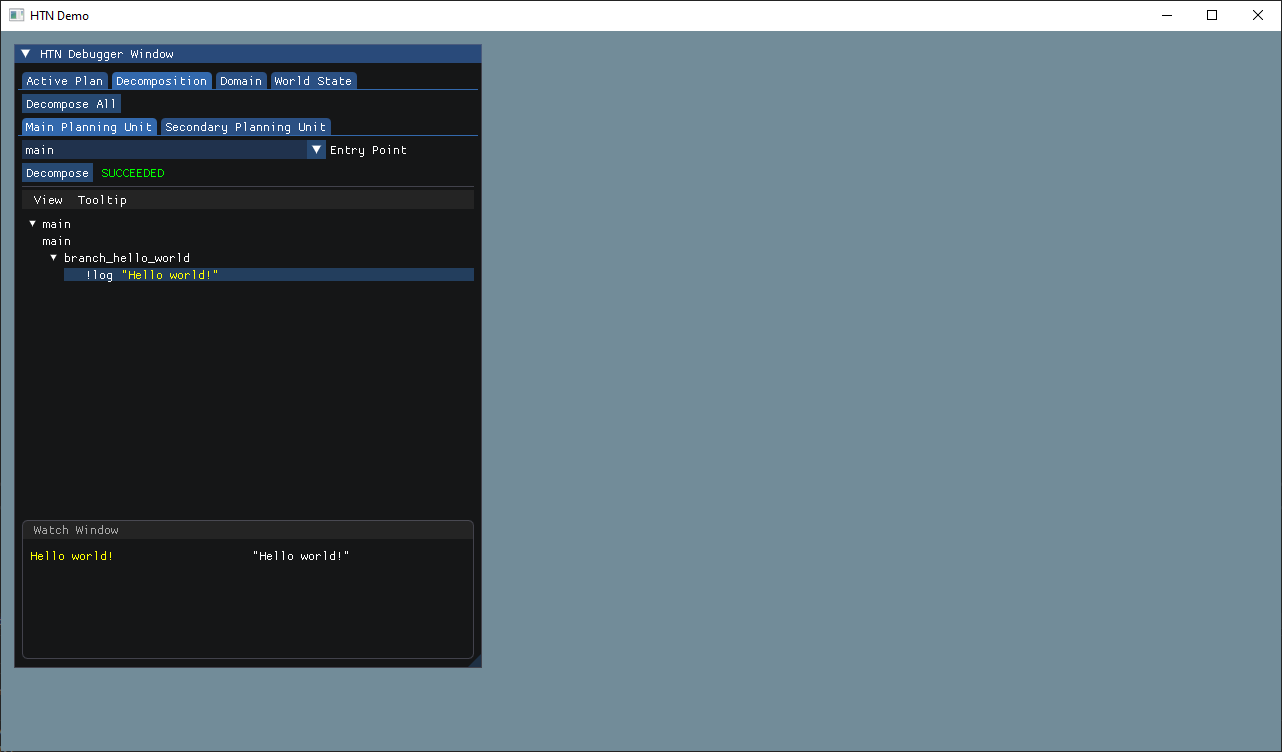 HTN Demo
HTN Debugger Window
Active Plan Decomposition Domain World State
Decompose All
Main Planning Unit Secondary Planning Unit
main Entry Point
Decompose SUCCEEDED
View Tooltip
main
main
branch_hello_world
!log "Hello world!"
Watch Window
Hello world! "Hello world!"